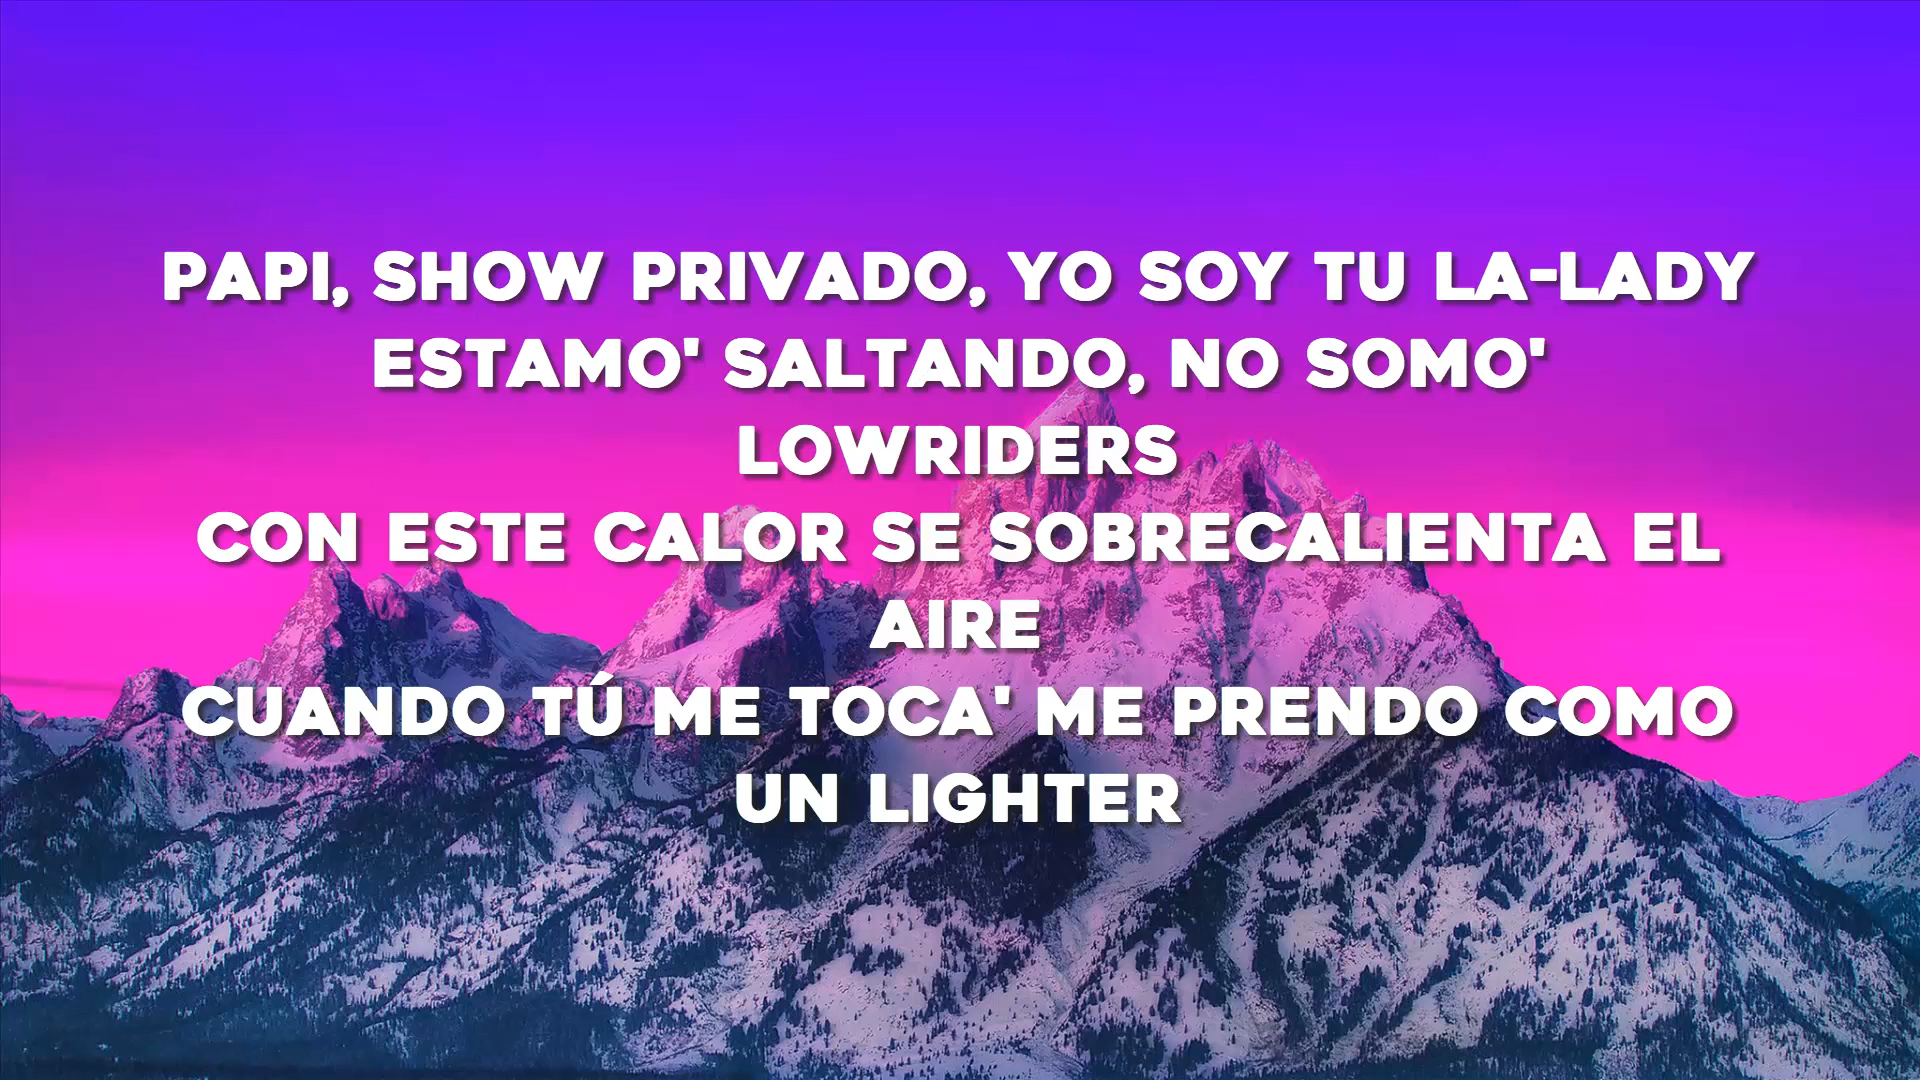 PAPI, SHOW PRIVADO, YO SOY TU LA-LADY
ESTAMO' SALTANDO, NO SOMO'
LOWRIDERS
CON ESTE CALOR SE SOBRECALIENTA EL
AIRE
CUANDO TÚ ME TOCA' ME PRENDO COMO
UN LIGHTER